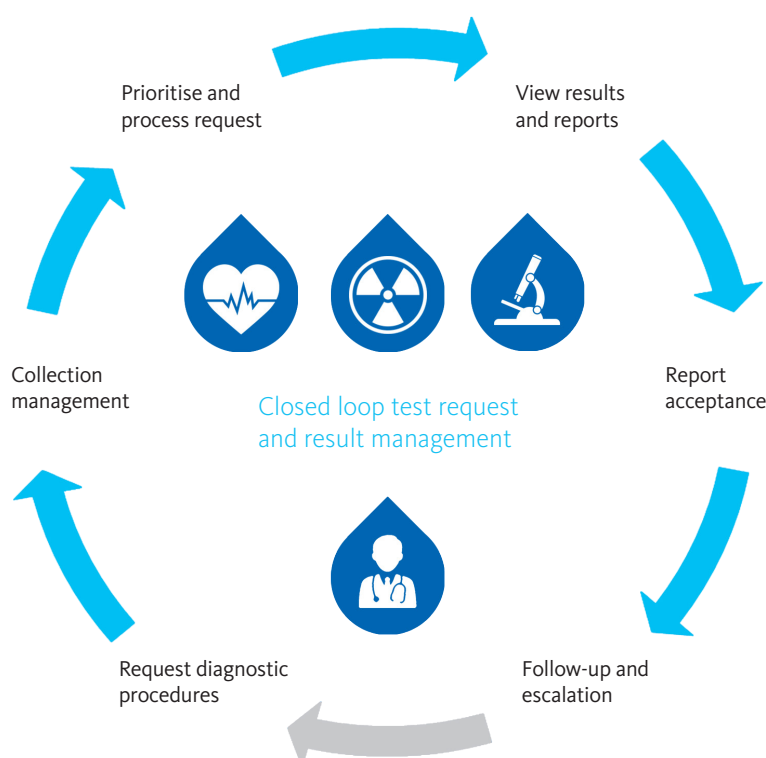 Prioritise and
process request
View results
and reports
Collection
management
Closed loop test request
and result management
Report
acceptance
Request diagnostic
procedures
Follow-up and
escalation